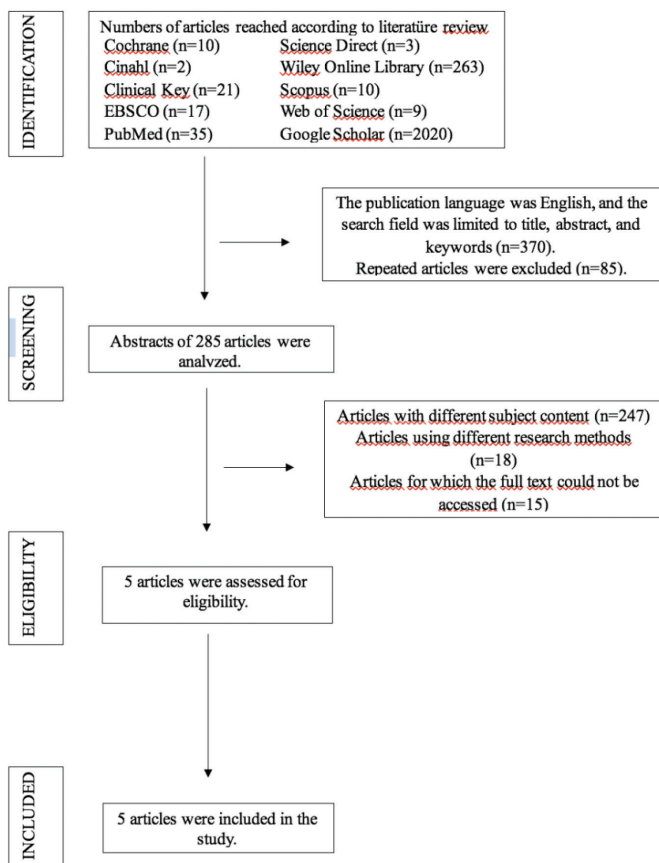 IDENTIFICATION
Numbers of articles reached according to literatüre review
Cochrane (n=10) Science Direct (n=3)
Cinahl (n=2) Wiley Online Library (n=263)
Clinical Key (n=21) Scopus (n=10)
EBSCO (n=17) Web of Science (n=9)
PubMed (n=35) Google Scholar (n=2020)
The publication language was English, and the
search field was limited to title, abstract, and
keywords (n=370).
Repeated articles were excluded (n=85).
SCREENING
Abstracts of 285 articles were
analyzed.
Articles with different subject content (n=247)
Articles using different research methods
(n=18)
Articles for which the full text could not be
accessed (n=15)
ELIGIBILITY
5 articles were assessed for
eligibility.
INCLUDED
5 articles were included in the
study.